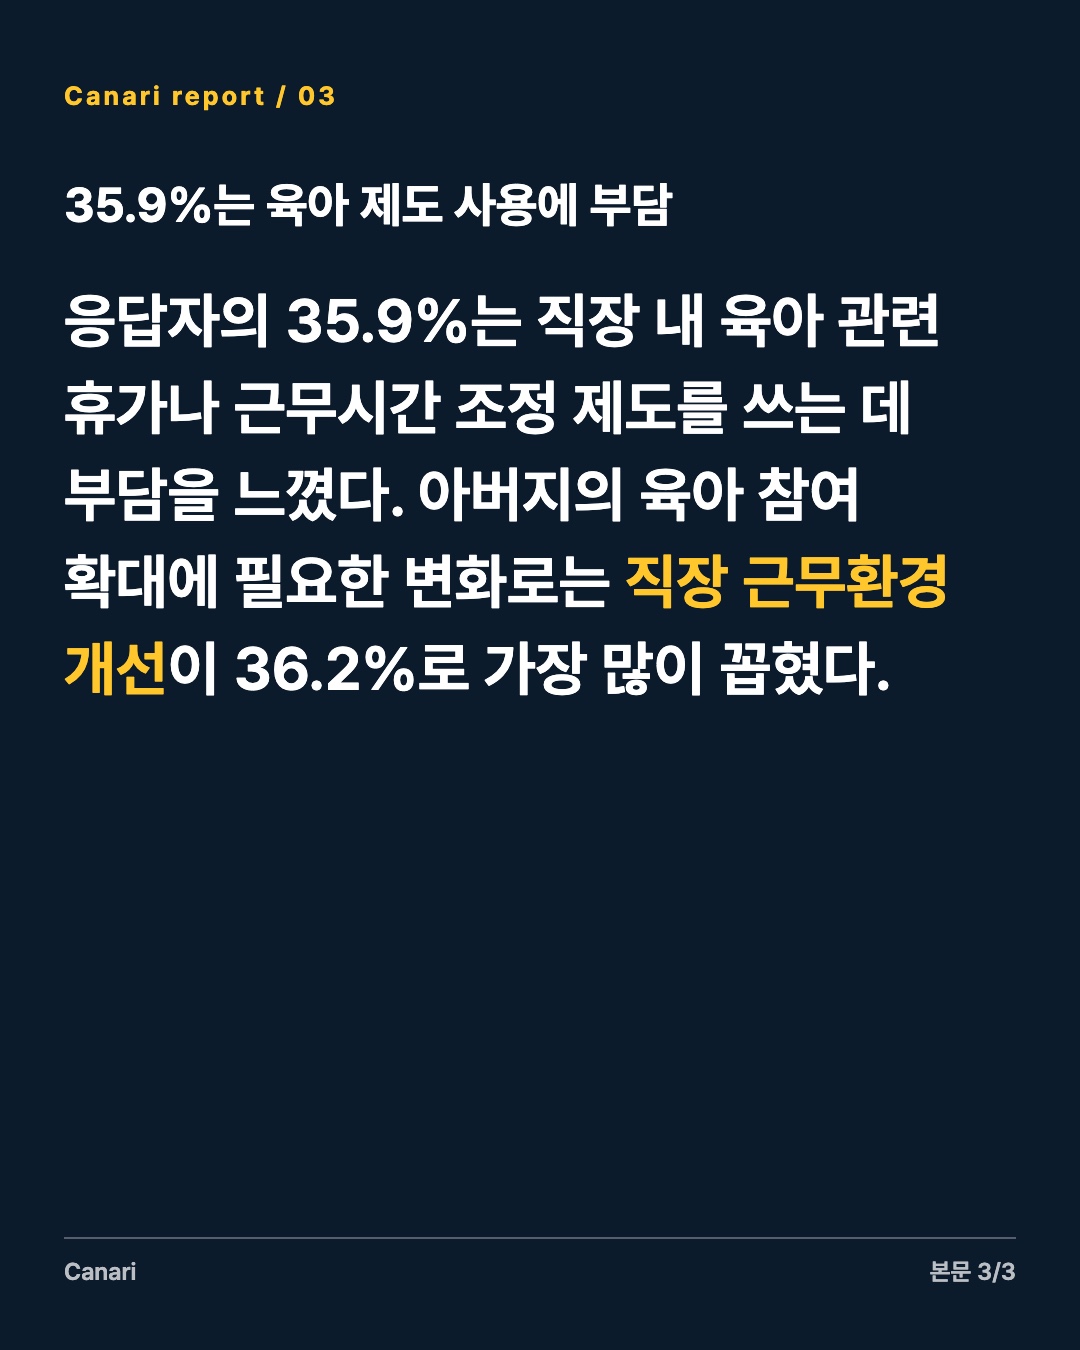 Canari report / 03
35.9%는 육아 제도 사용에 부담
응답자의 35.9%는 직장 내 육아 관련
휴가나 근무시간 조정 제도를 쓰는 데
부담을 느꼈다. 아버지의 육아 참여
확대에 필요한 변화로는 직장 근무환경
개선이 36.2%로 가장 많이 꼽혔다.
Canari
본문 3/3